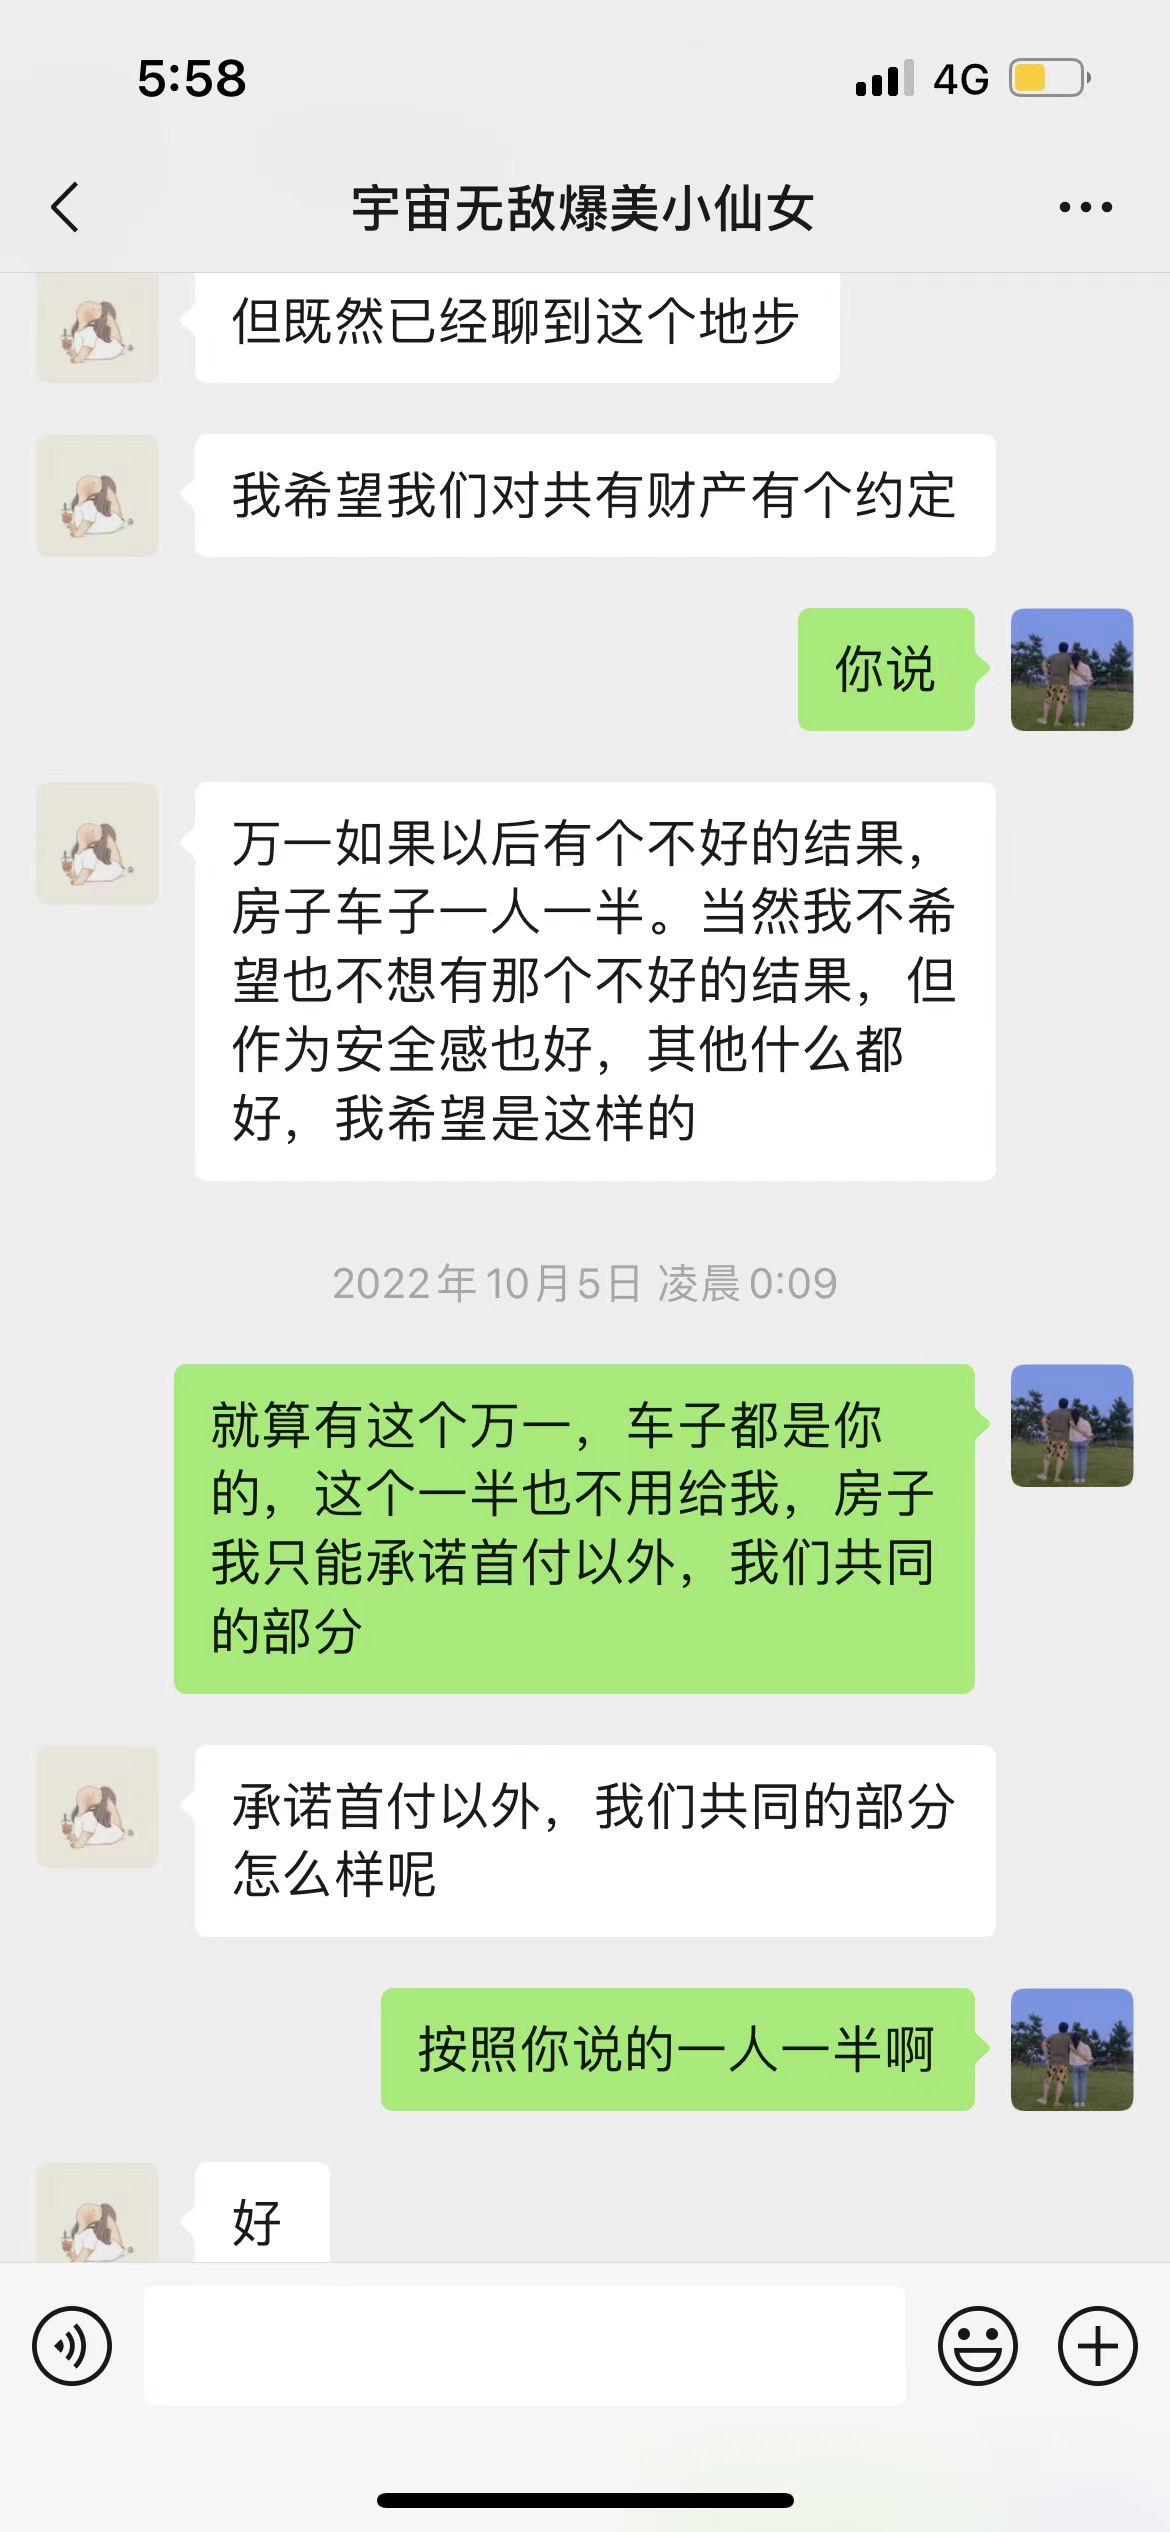 5:58
4G
宇宙无敌爆美小仙女
但既然已经聊到这个地步
我希望我们对共有财产有个约定
你说
万一如果以后有个不好的结果，
房子车子一人一半。当然我不希
望也不想有那个不好的结果，但
作为安全感也好，其他什么都
好，我希望是这样的
2022年10月5日 凌晨0:09
就算有这个万一，车子都是你
的，这个一半也不用给我，房子
我只能承诺首付以外，我们共同
的部分
承诺首付以外，我们共同的部分
怎么样呢
按照你说的一人一半啊
好